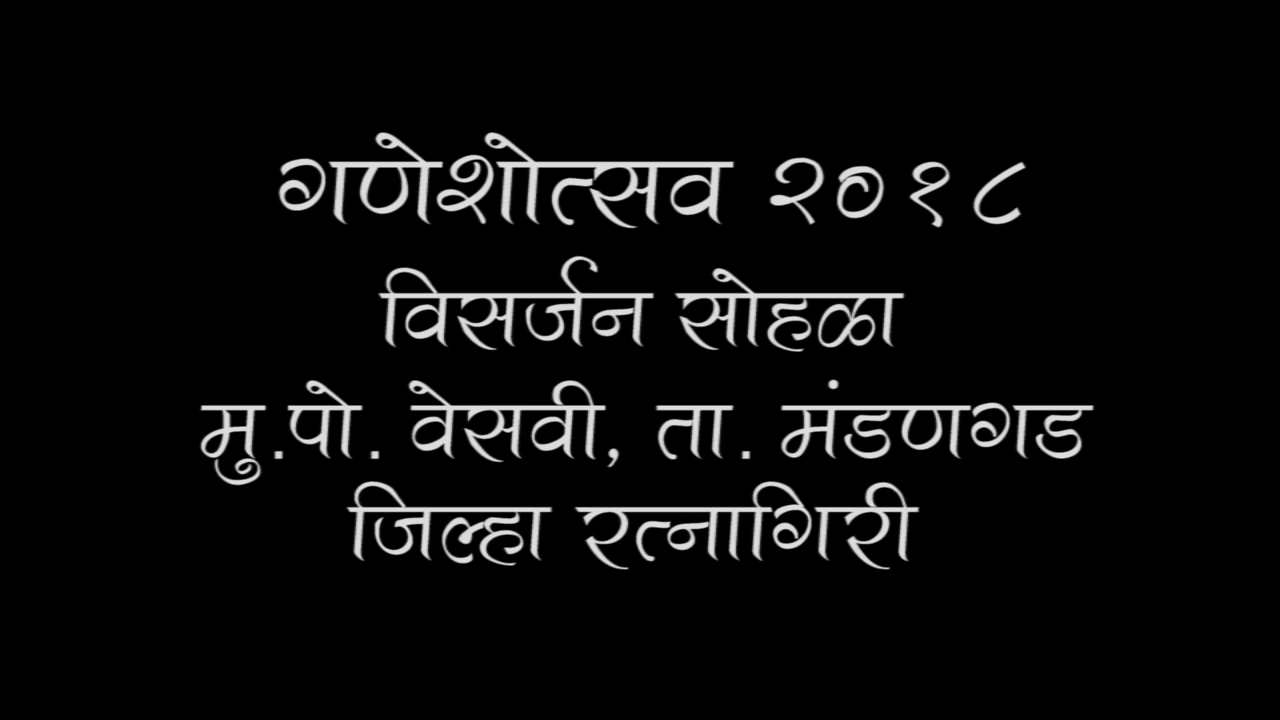 गणेशोत्सव २०१८
विसर्जन सोहळा
मु.पो. वेसवी, ता. मंडणगड
जिल्हा रत्नागिरी